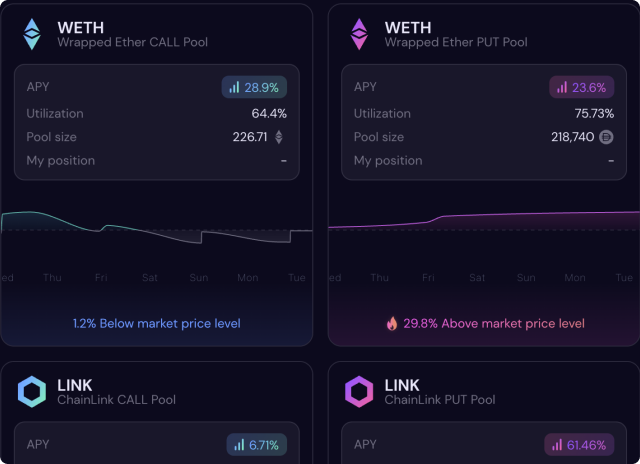 WETH
Wrapped Ether CALL Pool
APY 28.9%
Utilization 64.4%
Pool size 226.71
My position -
ed Thu Fri Sat Sun Mon Tue
1.2% Below market price level
WETH
Wrapped Ether PUT Pool
APY 23.6%
Utilization 75.73%
Pool size 218,740
My position -
ed Thu Fri Sat Sun Mon Tue
29.8% Above market price level
LINK
ChainLink CALL Pool
APY 6.71%
LINK
ChainLink PUT Pool
APY 61.46%